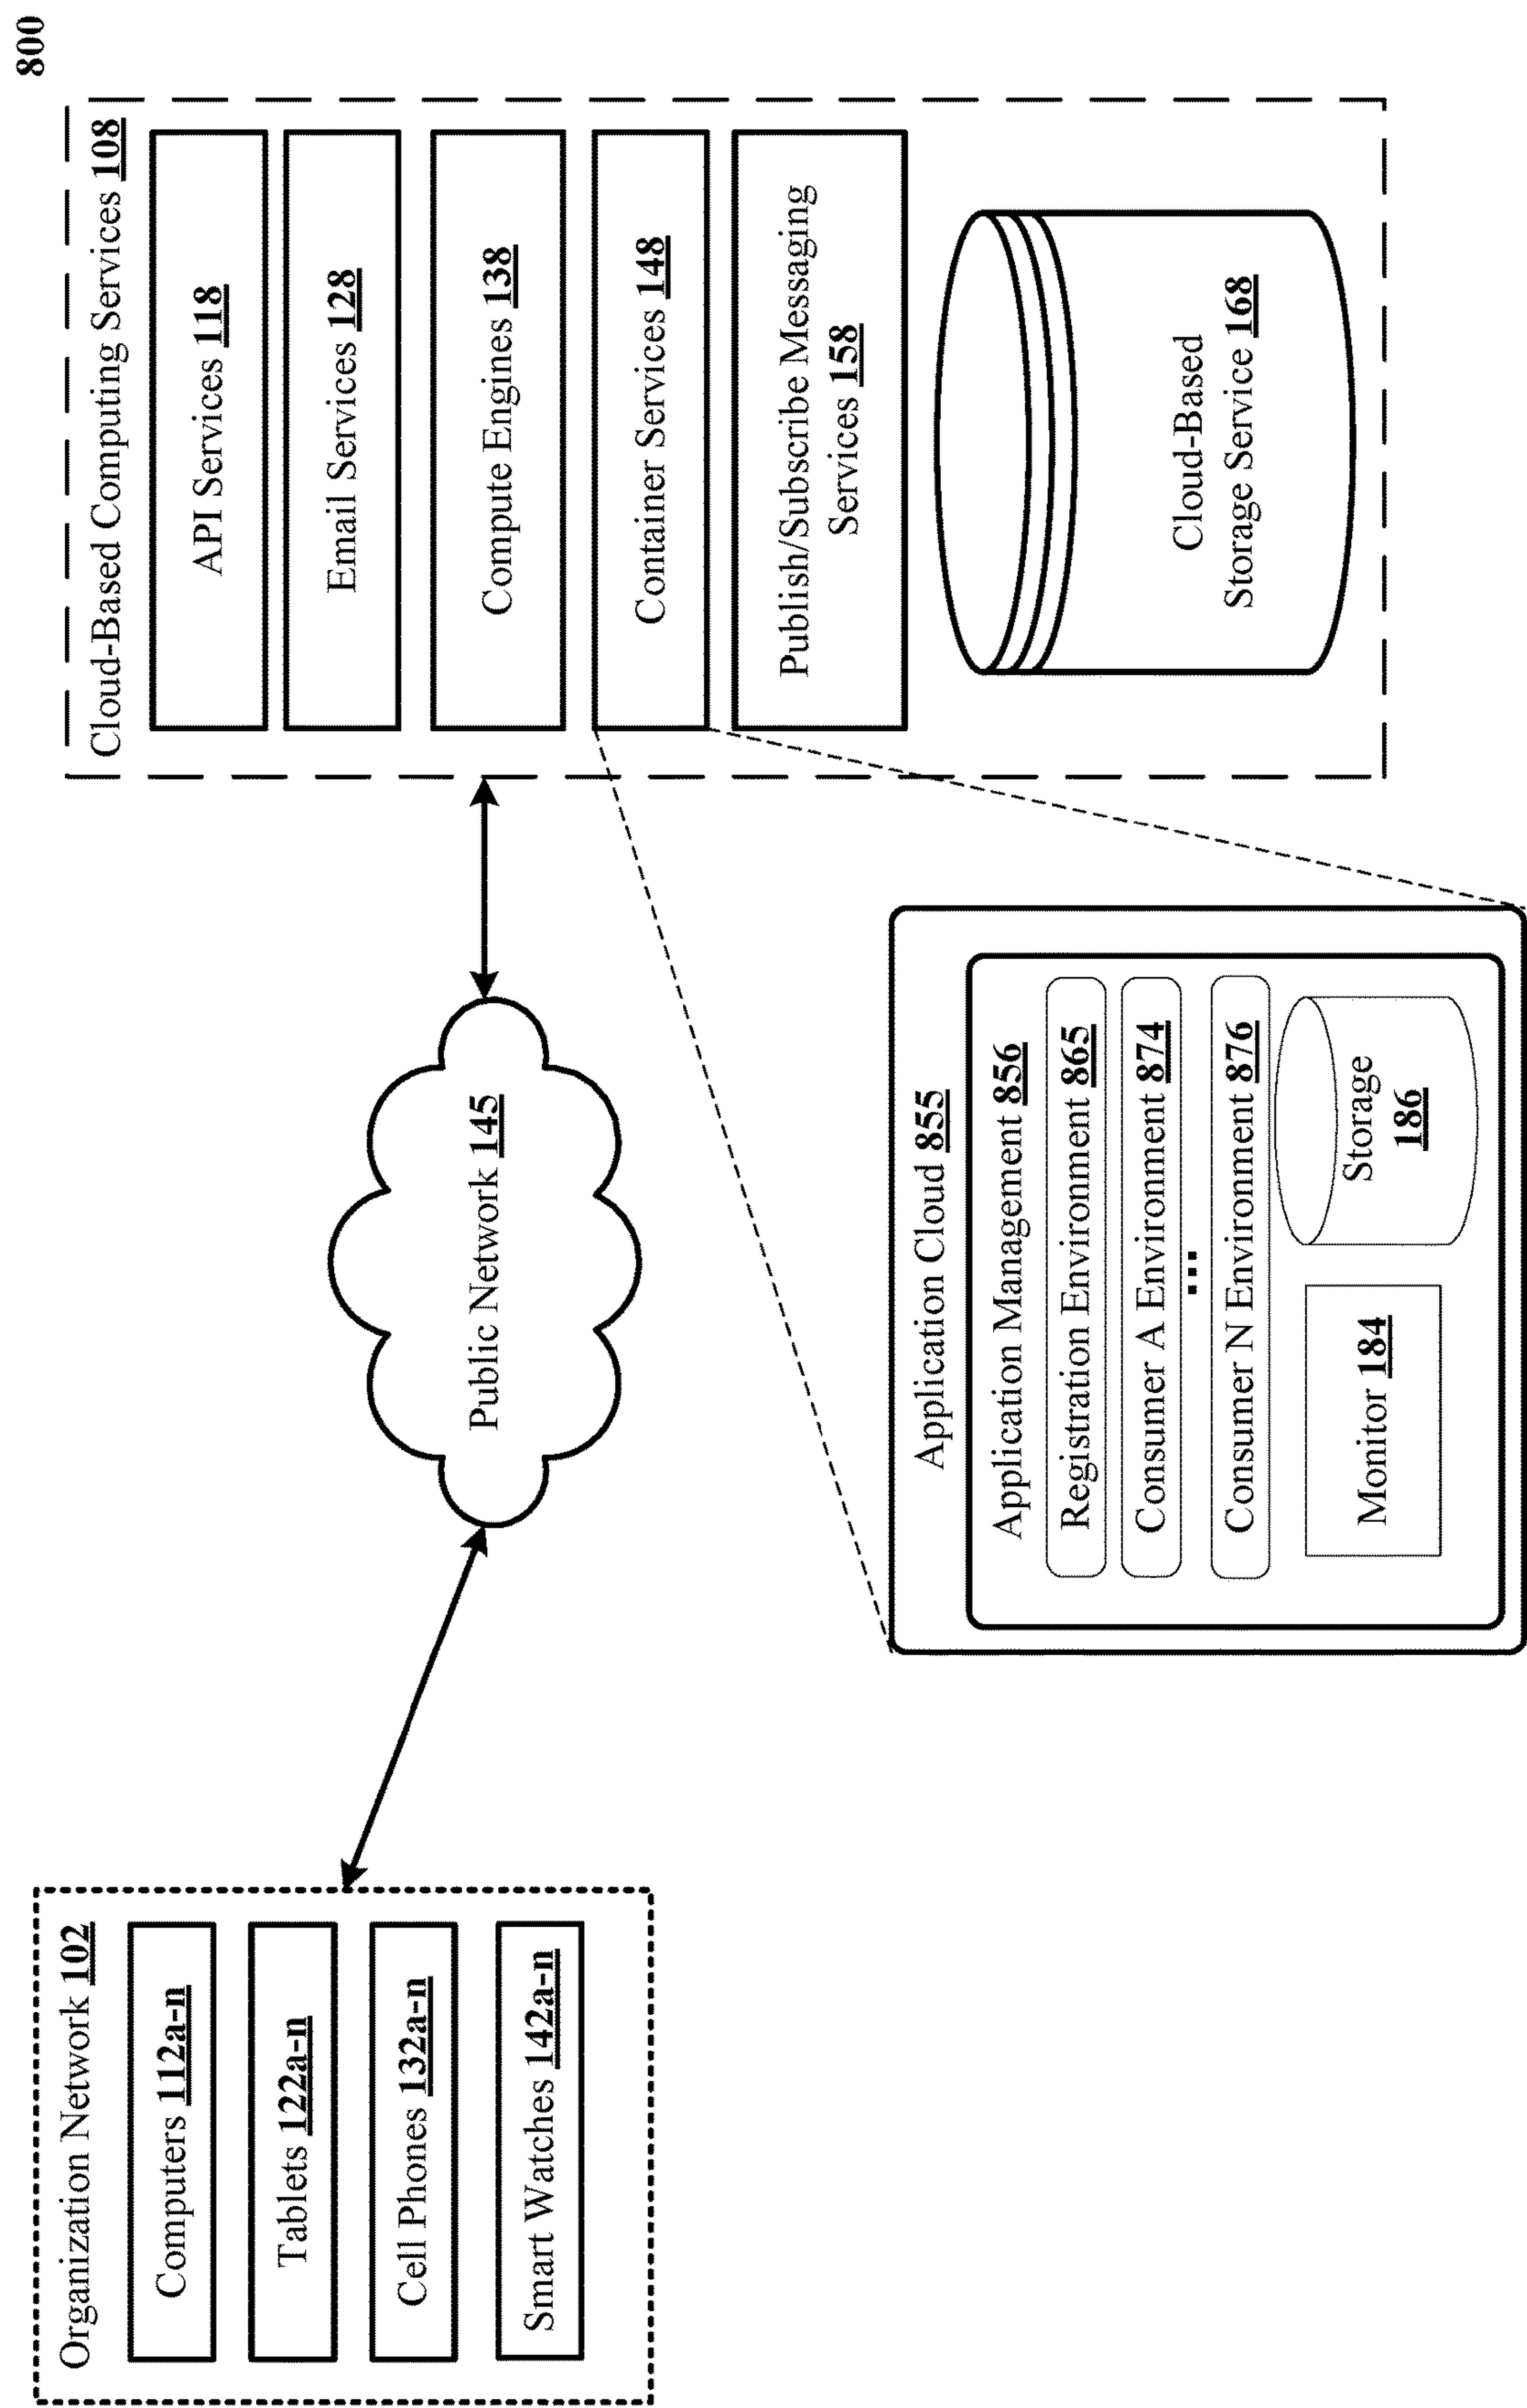 800
Organization Network 102
Computers 112a-n
Tablets 122a-n
Cell Phones 132a-n
Smart Watches 142a-n
Public Network 145
Cloud-Based Computing Services 108
API Services 118
Email Services 128
Compute Engines 138
Container Services 148
Publish/Subscribe Messaging
Services 158
Cloud-Based
Storage Service 168
Application Cloud 855
Application Management 856
Registration Environment 865
Consumer A Environment 874
...
Consumer N Environment 876
Monitor 184
Storage
186